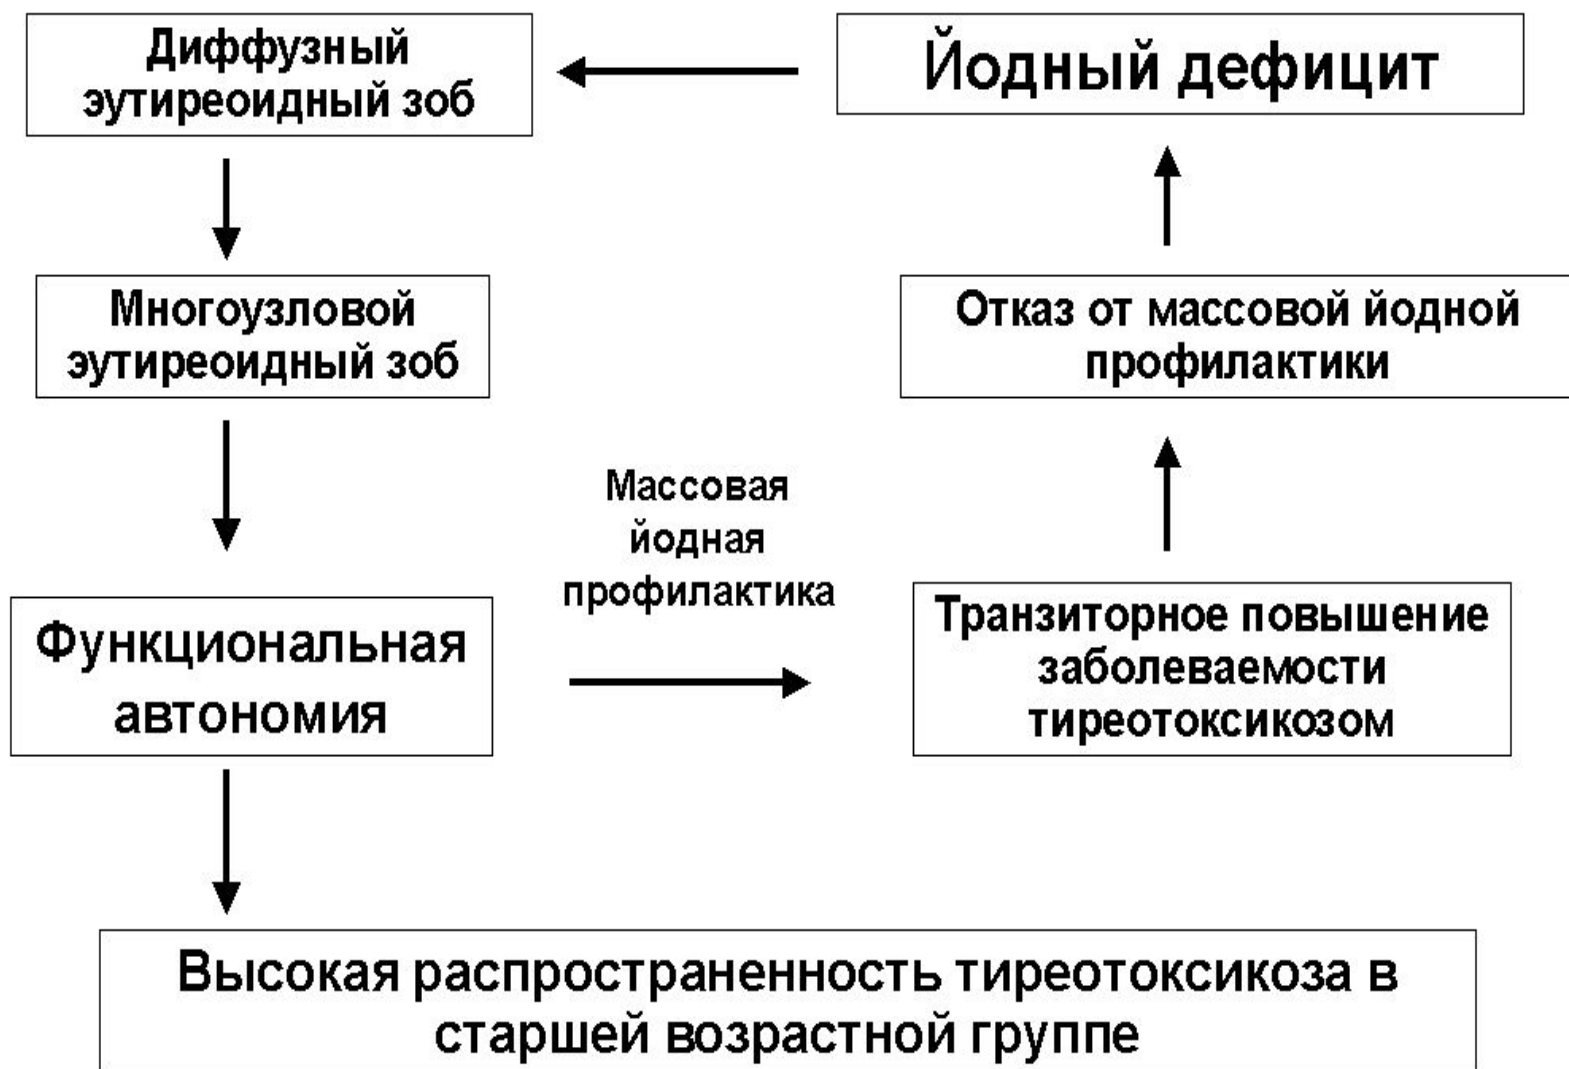 Диффузный
эутиреоидный зоб
Йодный дефицит
Многоузловой
эутиреоидный зоб
Отказ от массовой йодной
профилактики
Массовая
йодная
профилактика
Функциональная
автономия
Транзиторное повышение
заболеваемости
тиреотоксикозом
Высокая распространенность тиреотоксикоза в
старшей возрастной группе